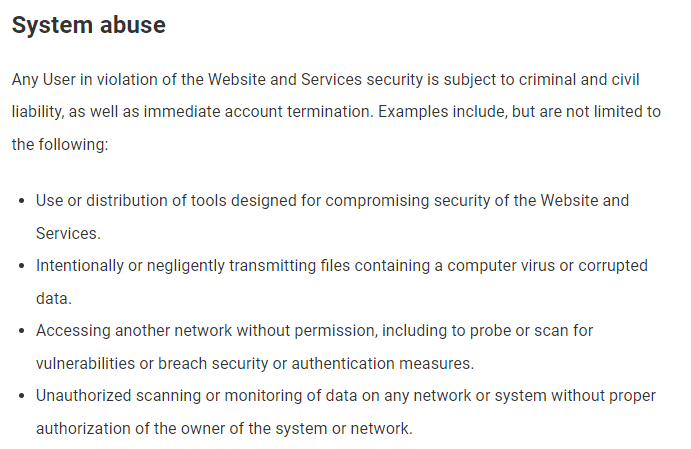 System abuse
Any User in violation of the Website and Services security is subject to criminal and civil
liability, as well as immediate account termination. Examples include, but are not limited to
the following:
• Use or distribution of tools designed for compromising security of the Website and
Services.
• Intentionally or negligently transmitting files containing a computer virus or corrupted
data.
• Accessing another network without permission, including to probe or scan for
vulnerabilities or breach security or authentication measures.
• Unauthorized scanning or monitoring of data on any network or system without proper
authorization of the owner of the system or network.